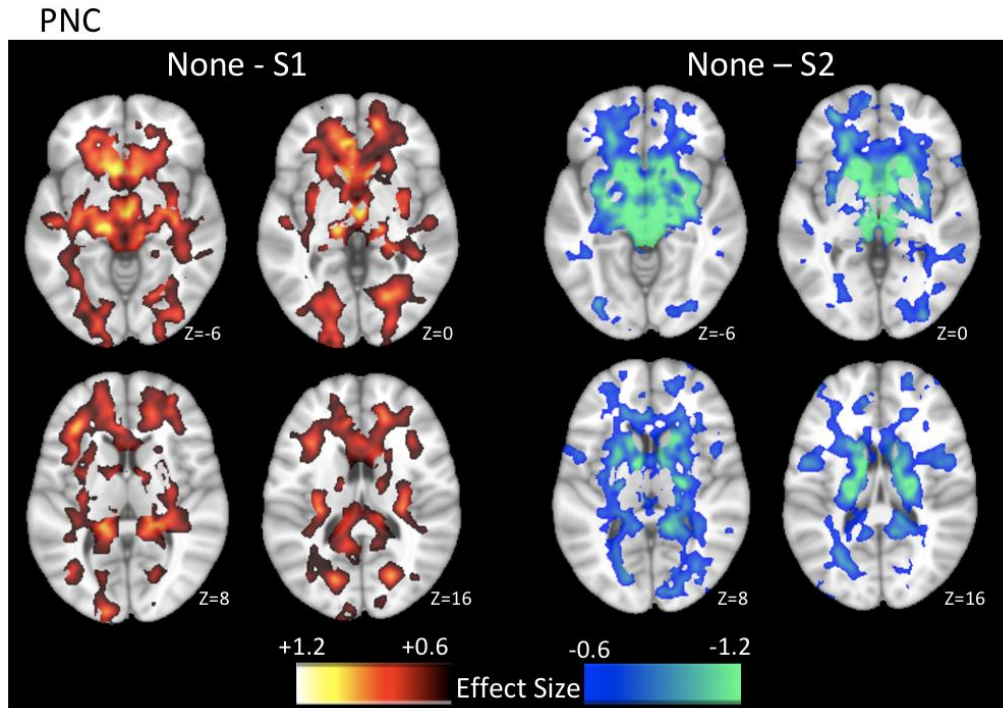 PNC
None - S1
None – S2
Z=-6
Z=0
Z=-6
Z=0
Z=8
Z=16
Z=8
Z=16
+1.2
+0.6
-0.6
-1.2
Effect Size